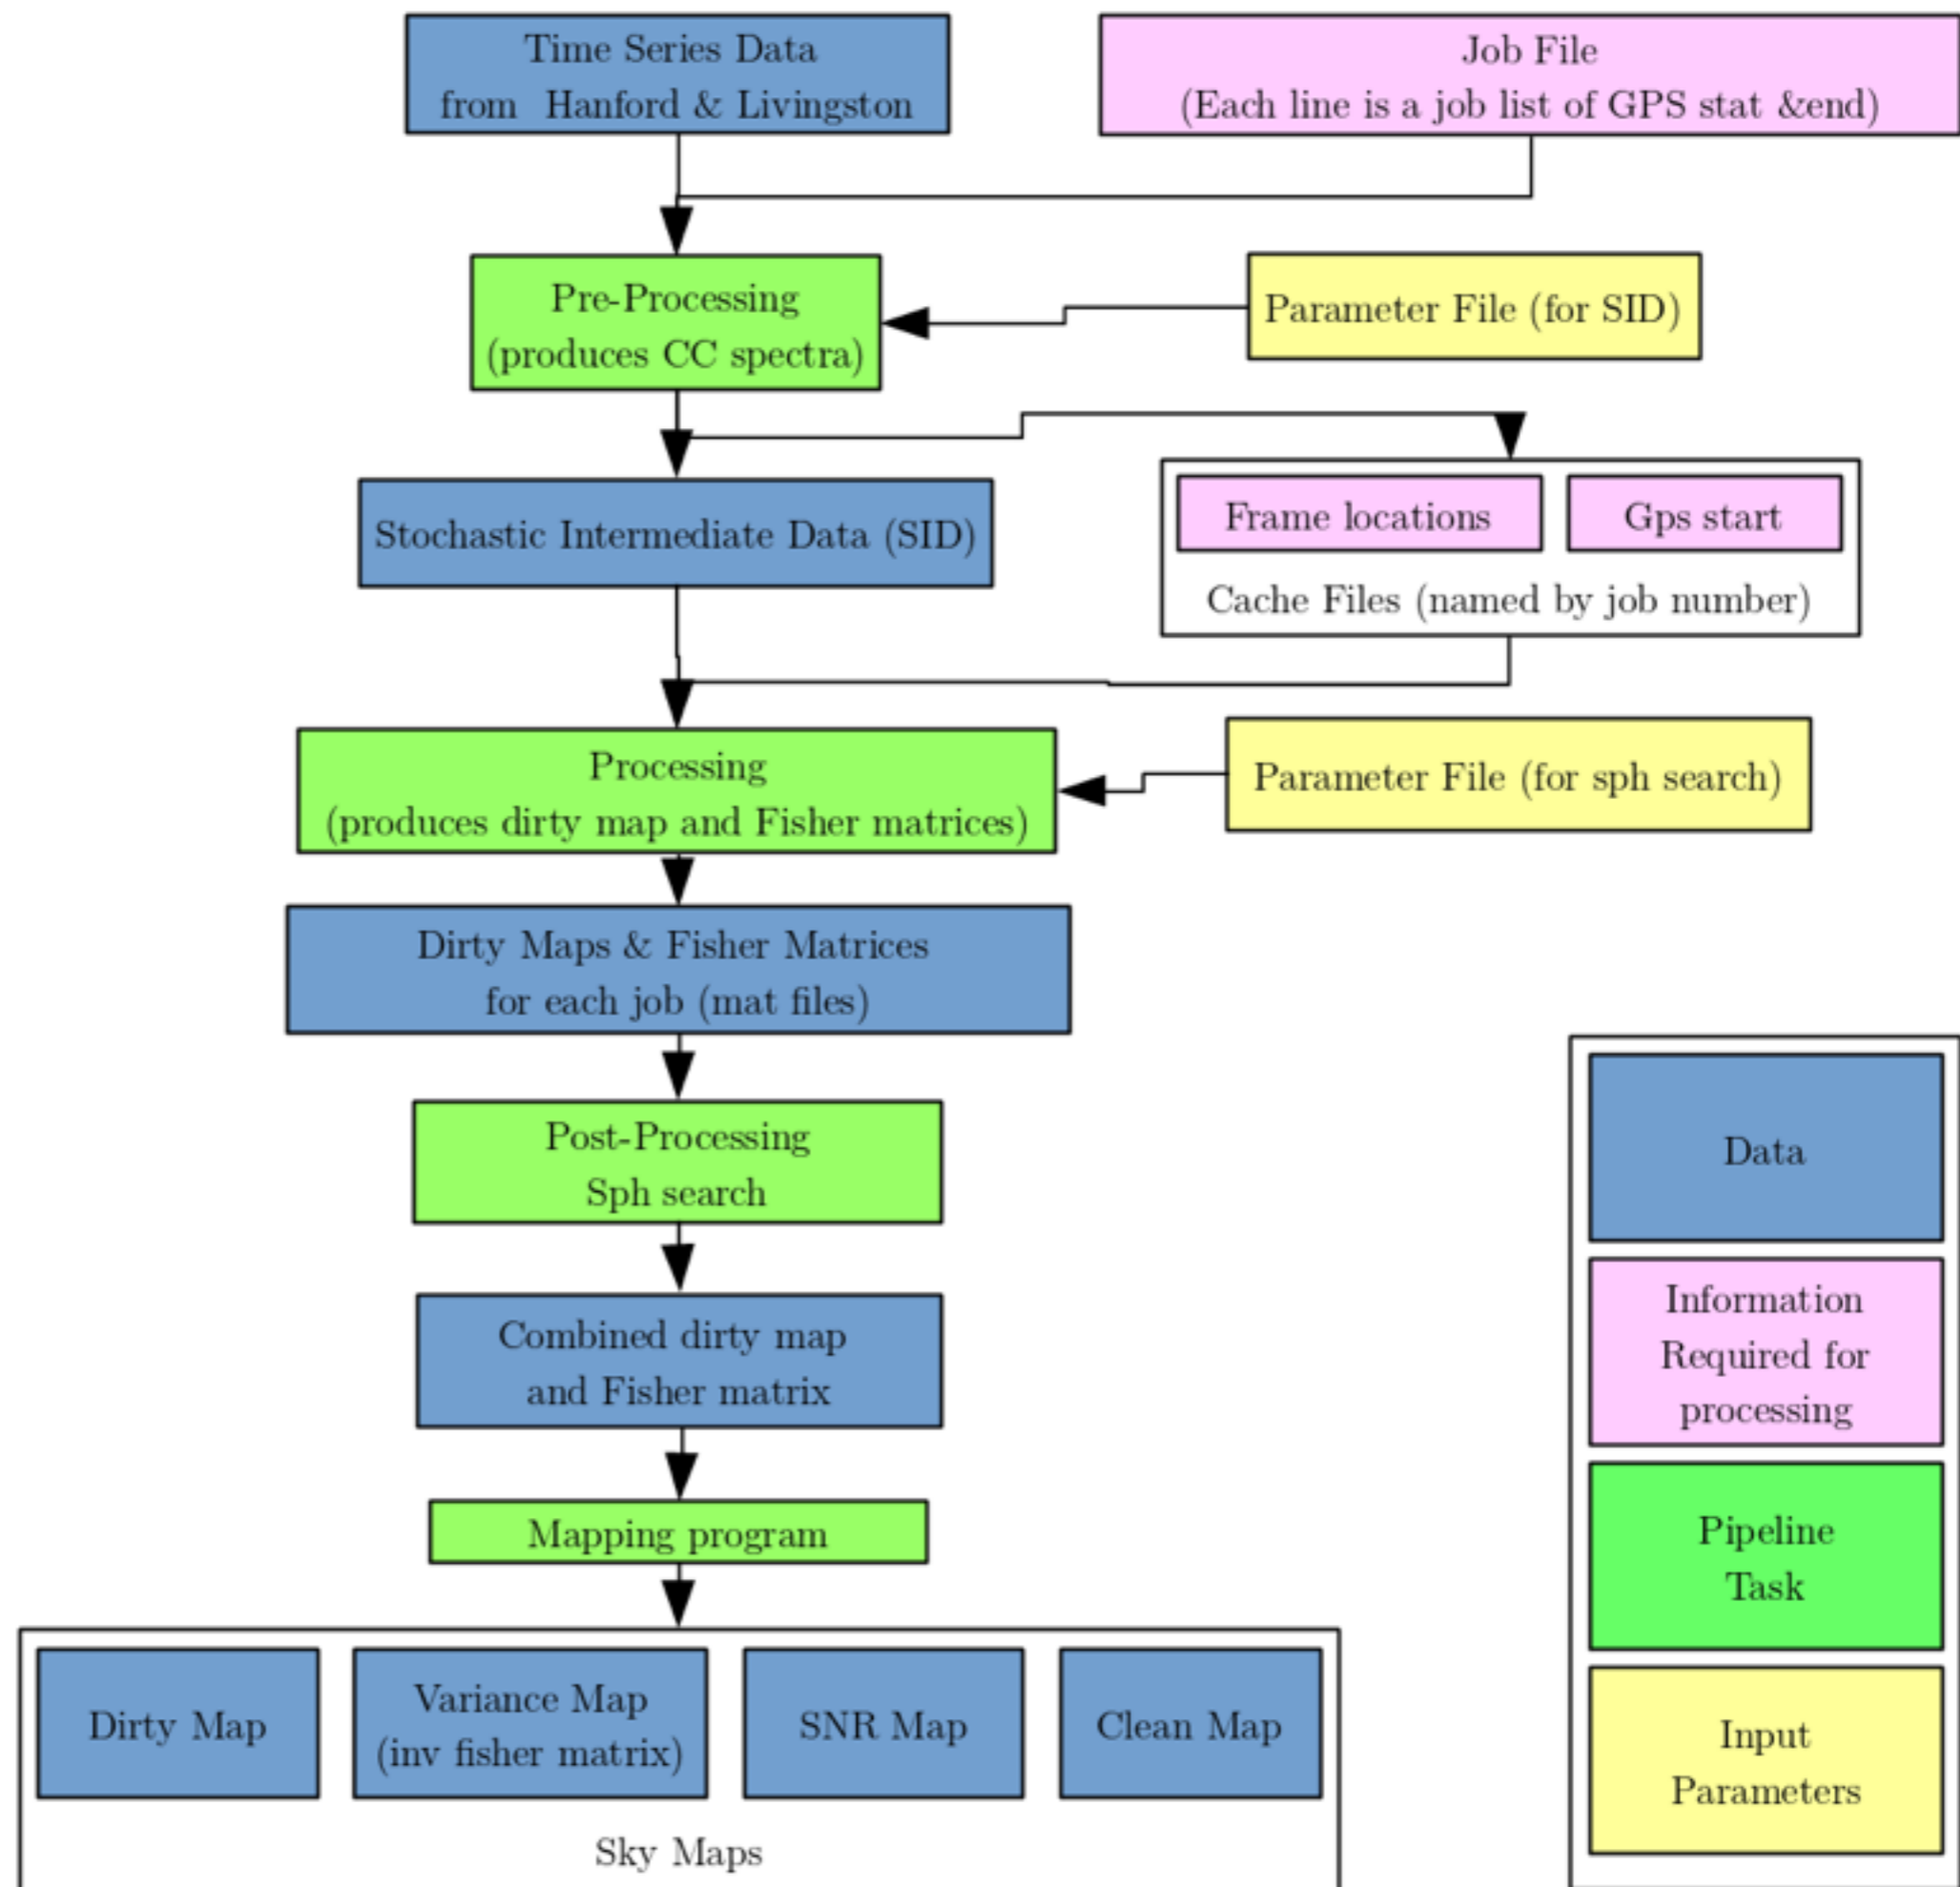 Time Series Data
from Hanford & Livingston
Job File
(Each line is a job list of GPS stat &end)
Pre-Processing
(produces CC spectra)
Parameter File (for SID)
Stochastic Intermediate Data (SID)
Frame locations
Gps start
Cache Files (named by job number)
Processing
(produces dirty map and Fisher matrices)
Parameter File (for sph search)
Dirty Maps & Fisher Matrices
for each job (mat files)
Post-Processing
Sph search
Combined dirty map
and Fisher matrix
Mapping program
Dirty Map
Variance Map
(inv fisher matrix)
SNR Map
Clean Map
Sky Maps
Data
Information
Required for
processing
Pipeline
Task
Input
Parameters